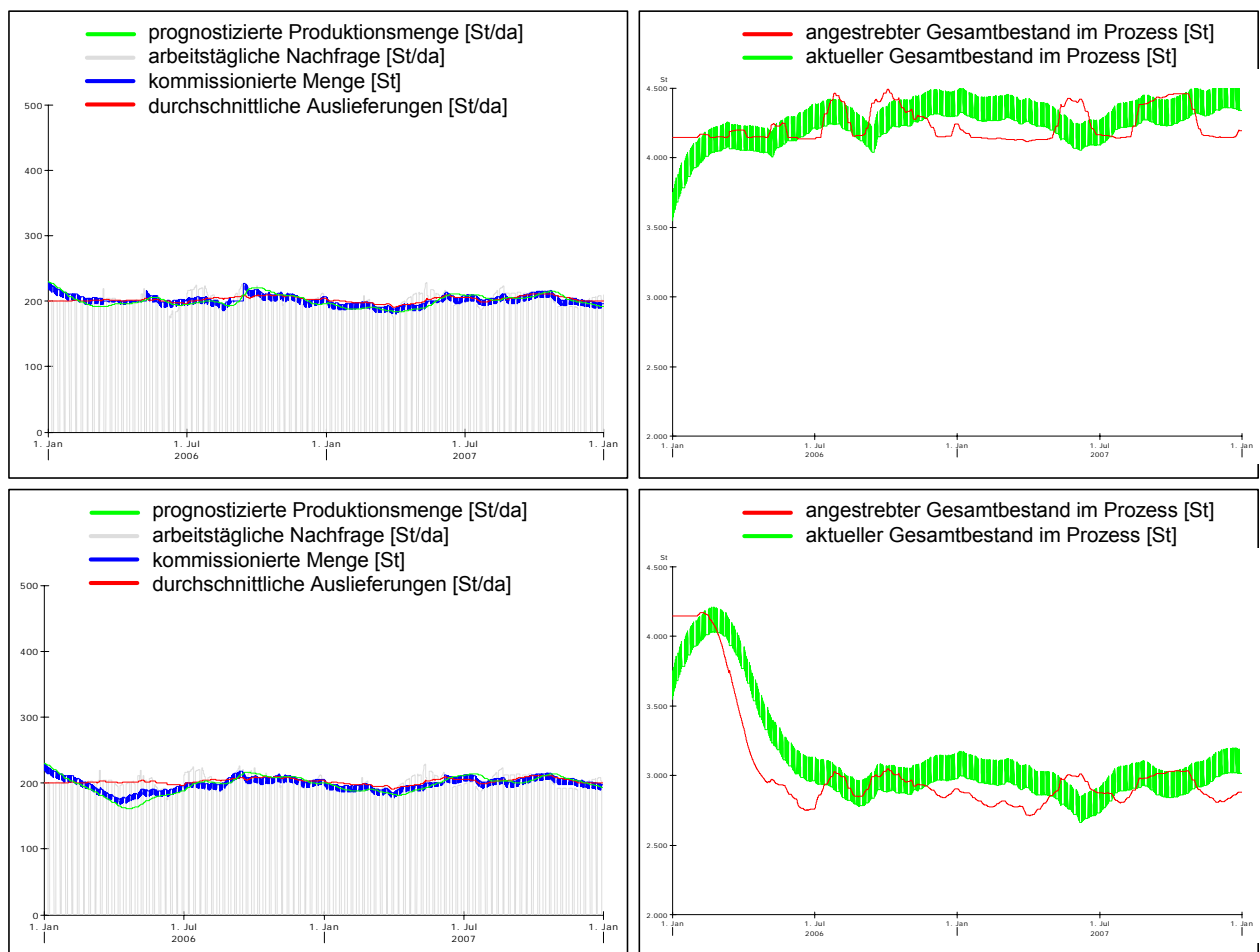 prognostizierte Produktionsmenge [St/da]
arbeitstägliche Nachfrage [St/da]
kommissionierte Menge [St]
durchschnittliche Auslieferungen [St/da]
500
400
300
200
100
0
1. Jan
1. Jul
1. Jan
1. Jul
1. Jan
2006
2007
angestrebter Gesamtbestand im Prozess [St]
aktueller Gesamtbestand im Prozess [St]
St
4.500
4.000
3.500
3.000
2.500
2.000
1. Jan
1. Jul
1. Jan
1. Jul
1. Jan
2006
2007
prognostizierte Produktionsmenge [St/da]
arbeitstägliche Nachfrage [St/da]
kommissionierte Menge [St]
durchschnittliche Auslieferungen [St/da]
500
400
300
200
100
0
1. Jan
1. Jul
1. Jan
1. Jul
1. Jan
2006
2007
angestrebter Gesamtbestand im Prozess [St]
aktueller Gesamtbestand im Prozess [St]
St
4.500
4.000
3.500
3.000
2.500
2.000
1. Jan
1. Jul
1. Jan
1. Jul
1. Jan
2006
2007